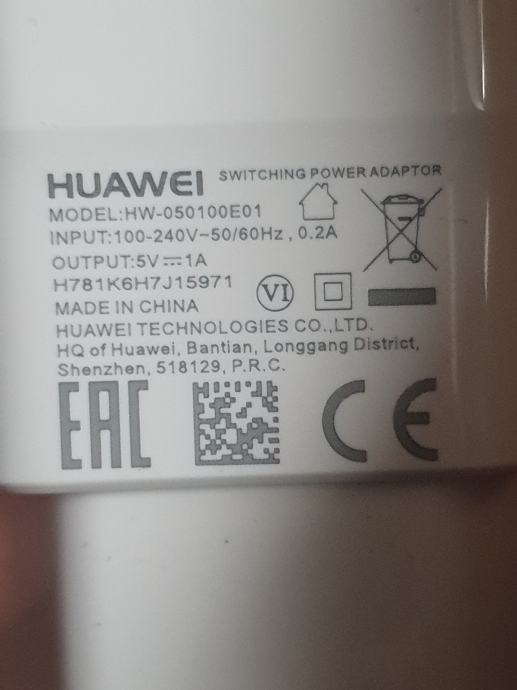 HUAWEI SWITCHING POWER ADAPTOR
MODEL:HW-050100E01
INPUT:100-240V~50/60Hz , 0.2A
OUTPUT:5V⎓1A
H781K6H7J15971
VI
MADE IN CHINA
HUAWEI TECHNOLOGIES CO.,LTD.
HQ of Huawei, Bantian, Longgang District,
Shenzhen, 518129, P.R.C.
EAC CE